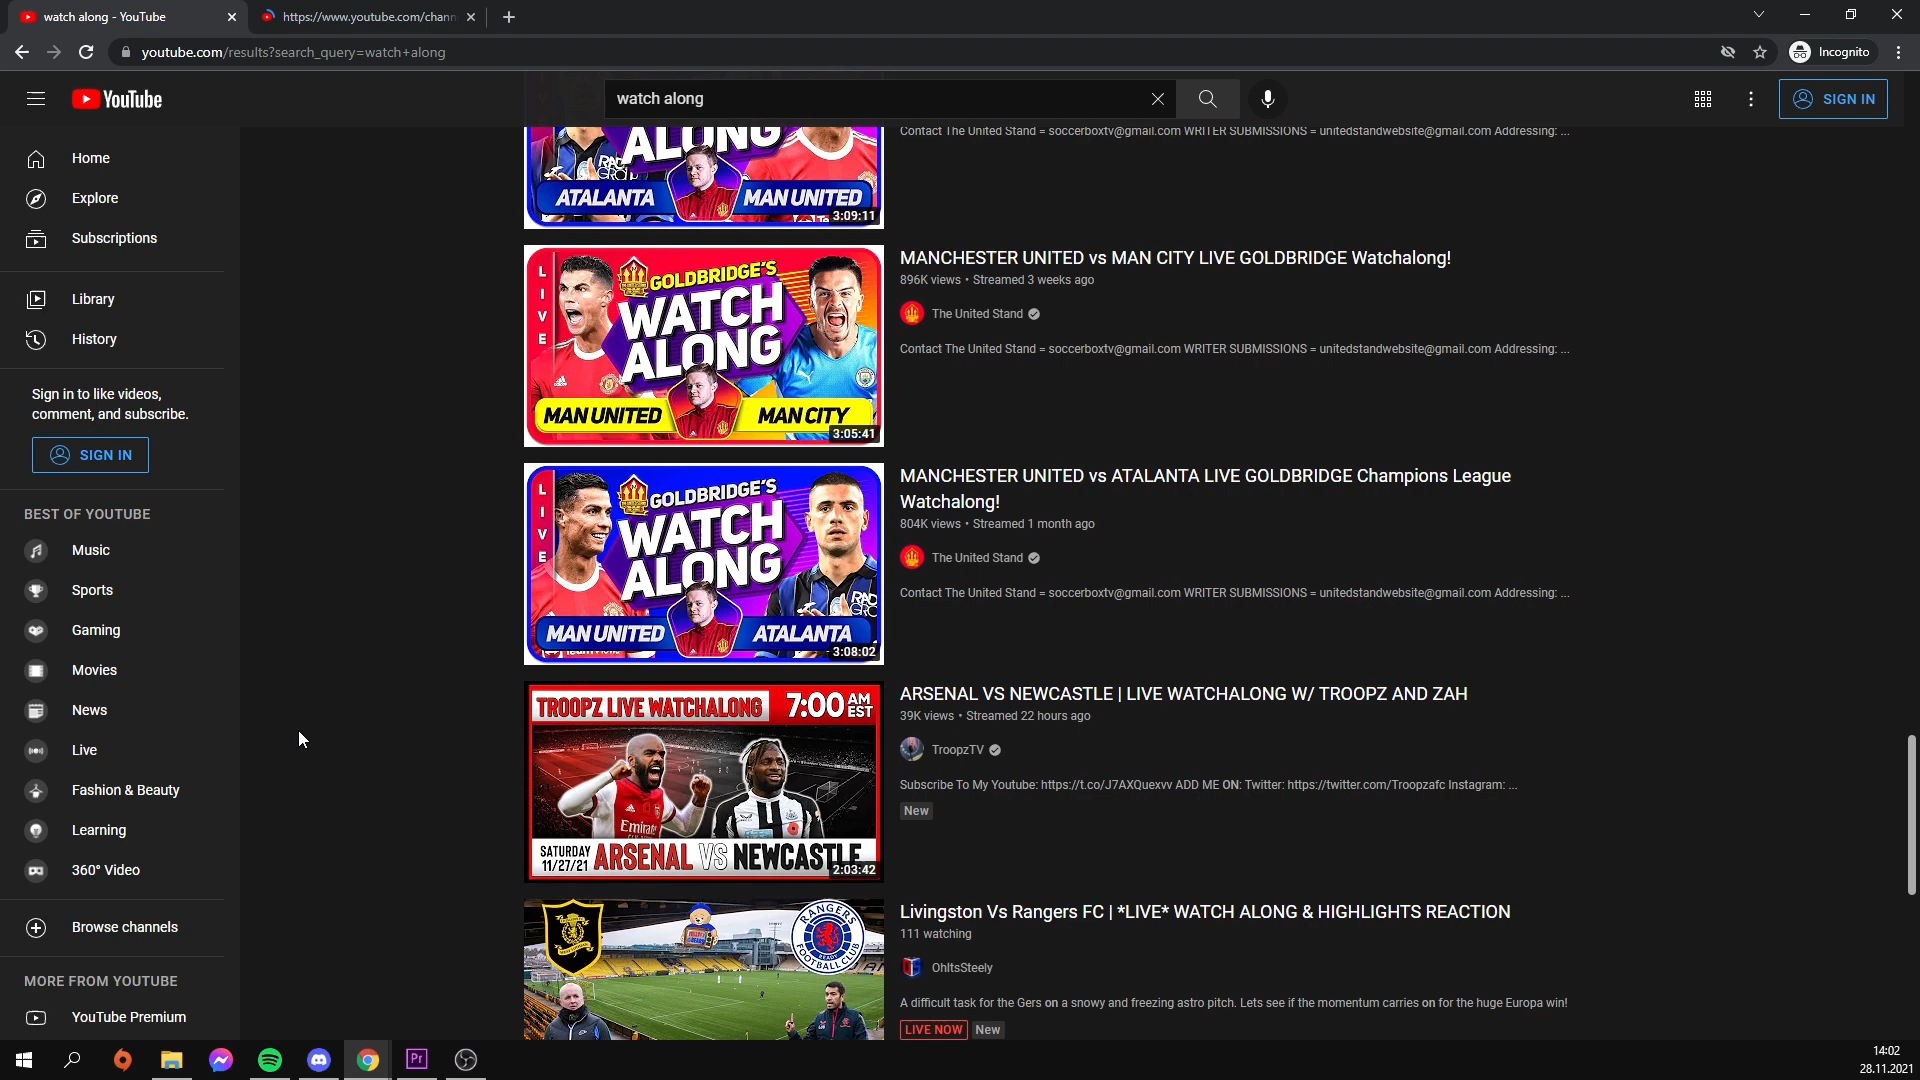 watch along - YouTube
https://www.youtube.com/chann
youtube.com/results?search_query=watch+along
Incognito
YouTube
watch along
SIGN IN
Home
Explore
Subscriptions
Library
History
Sign in to like videos,
comment, and subscribe.
SIGN IN
BEST OF YOUTUBE
Music
Sports
Gaming
Movies
News
Live
Fashion & Beauty
Learning
360° Video
Browse channels
MORE FROM YOUTUBE
YouTube Premium
ALONG
ATALANTA
MAN UNITED
3:09:11
Contact The United Stand = soccerboxtv@gmail.com WRITER SUBMISSIONS = unitedstandwebsite@gmail.com Addressing: ...
LIVE
GOLDBRIDGE'S
WATCH
ALONG
MAN UNITED
MAN CITY
3:05:41
MANCHESTER UNITED vs MAN CITY LIVE GOLDBRIDGE Watchalong!
896K views • Streamed 3 weeks ago
The United Stand
Contact The United Stand = soccerboxtv@gmail.com WRITER SUBMISSIONS = unitedstandwebsite@gmail.com Addressing: ...
LIVE
GOLDBRIDGE'S
WATCH
ALONG
MAN UNITED
ATALANTA
3:08:02
MANCHESTER UNITED vs ATALANTA LIVE GOLDBRIDGE Champions League
Watchalong!
804K views • Streamed 1 month ago
The United Stand
Contact The United Stand = soccerboxtv@gmail.com WRITER SUBMISSIONS = unitedstandwebsite@gmail.com Addressing: ...
TROOPZ LIVE WATCHALONG
7:00 AM EST
Emirate
SATURDAY
11/27/21
ARSENAL VS NEWCASTLE
2:03:42
ARSENAL VS NEWCASTLE | LIVE WATCHALONG W/ TROOPZ AND ZAH
39K views • Streamed 22 hours ago
TroopzTV
Subscribe To My Youtube: https://t.co/J7AXQuexvv ADD ME ON: Twitter: https://twitter.com/Troopzafc Instagram: ...
New
RANGERS
READY
FOOTBALL CLUB
Livingston Vs Rangers FC | *LIVE* WATCH ALONG & HIGHLIGHTS REACTION
111 watching
OhItsSteely
A difficult task for the Gers on a snowy and freezing astro pitch. Lets see if the momentum carries on for the huge Europa win!
LIVE NOW
New
Pr
14:02
28.11.2021